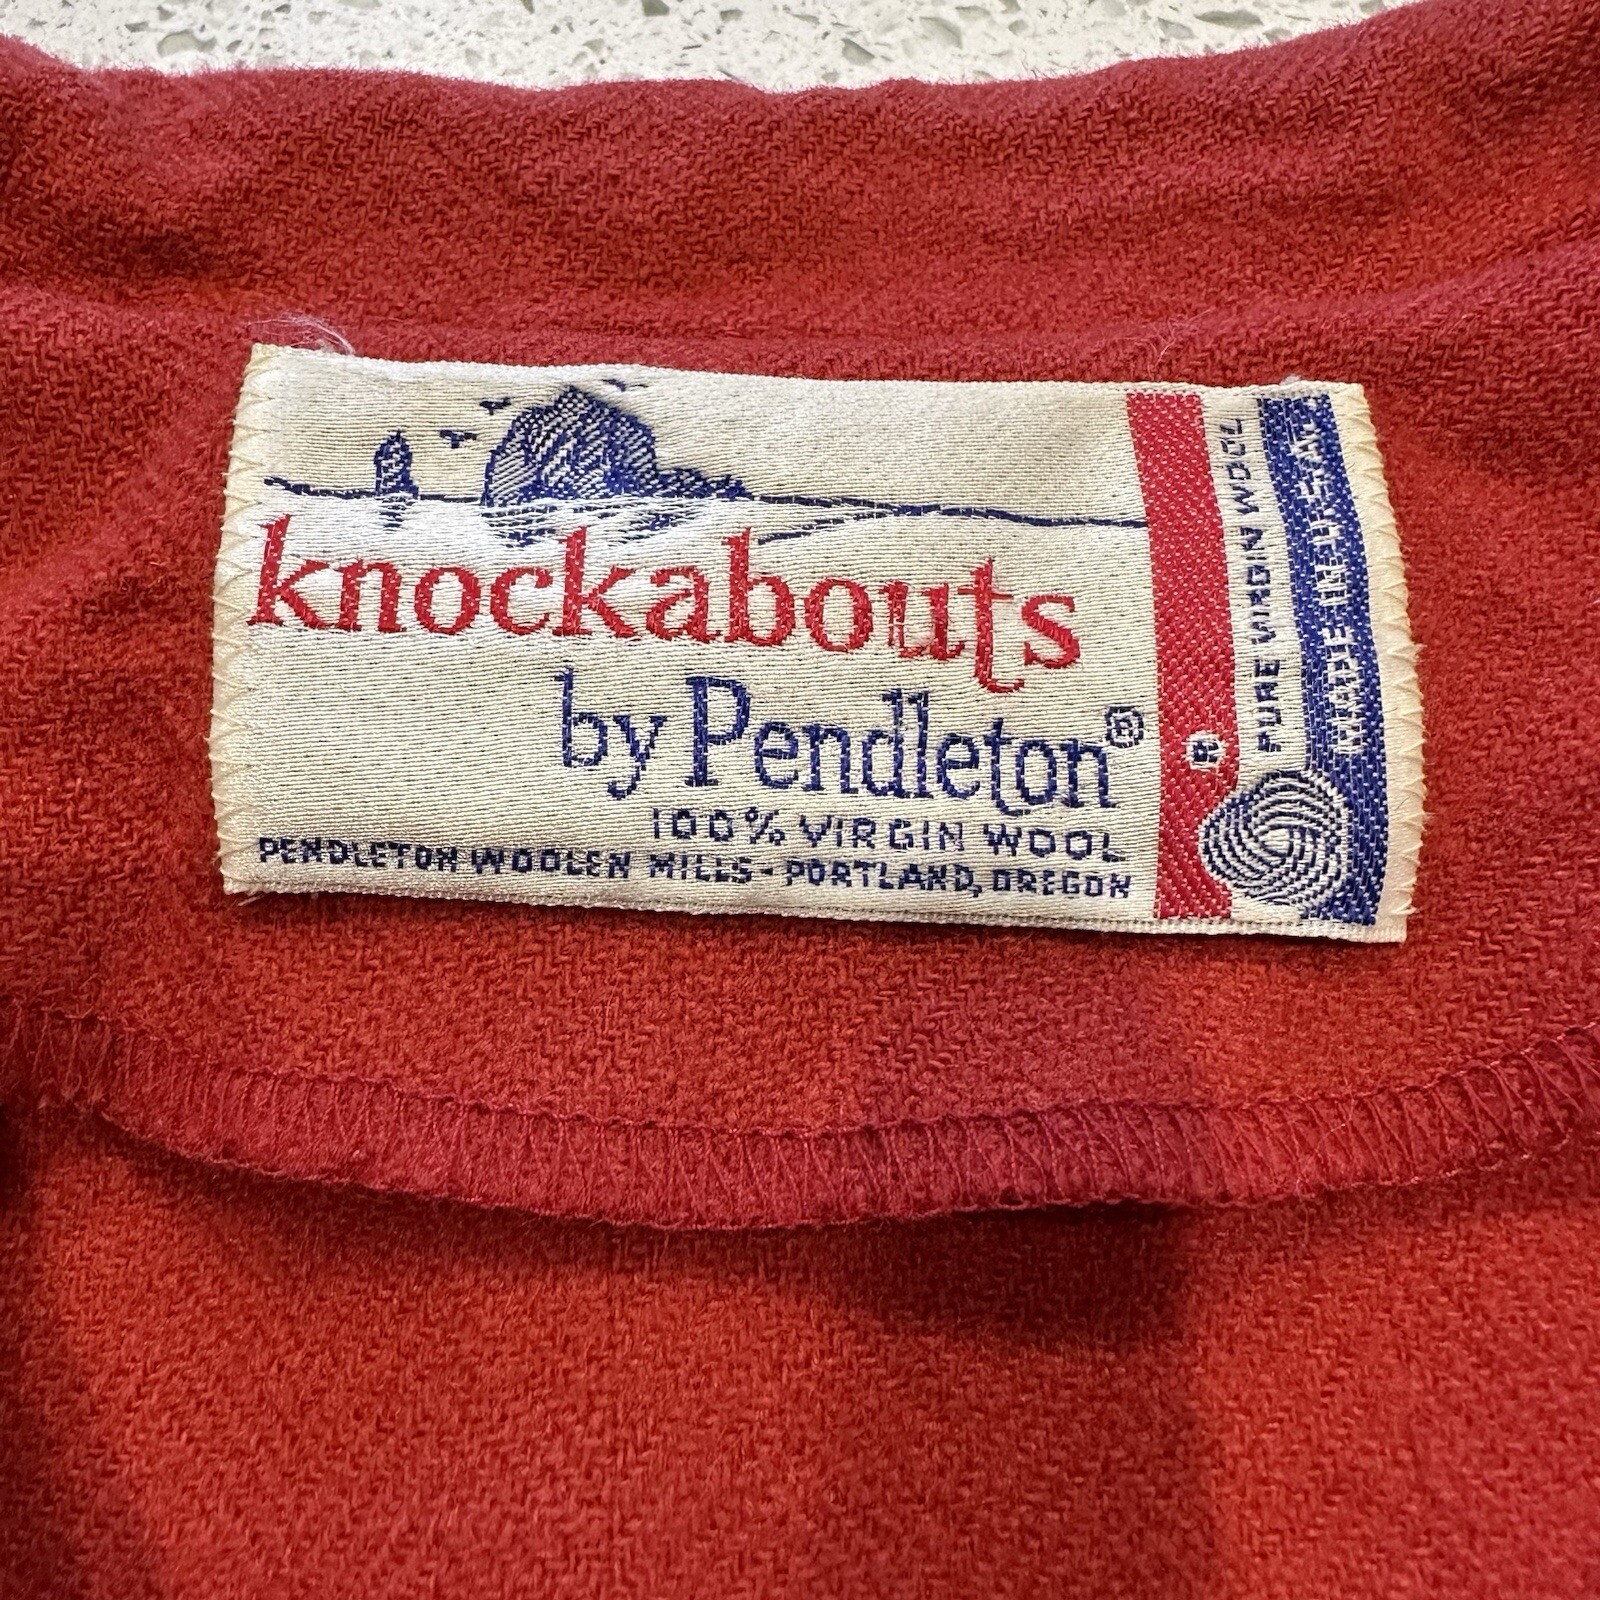 knockabouts
by Pendleton®
100% VIRGIN WOOL
PENDLETON WOOLEN MILLS - PORTLAND, OREGON
R
PURE VIRGIN WOOL
MADE IN U.S.A.